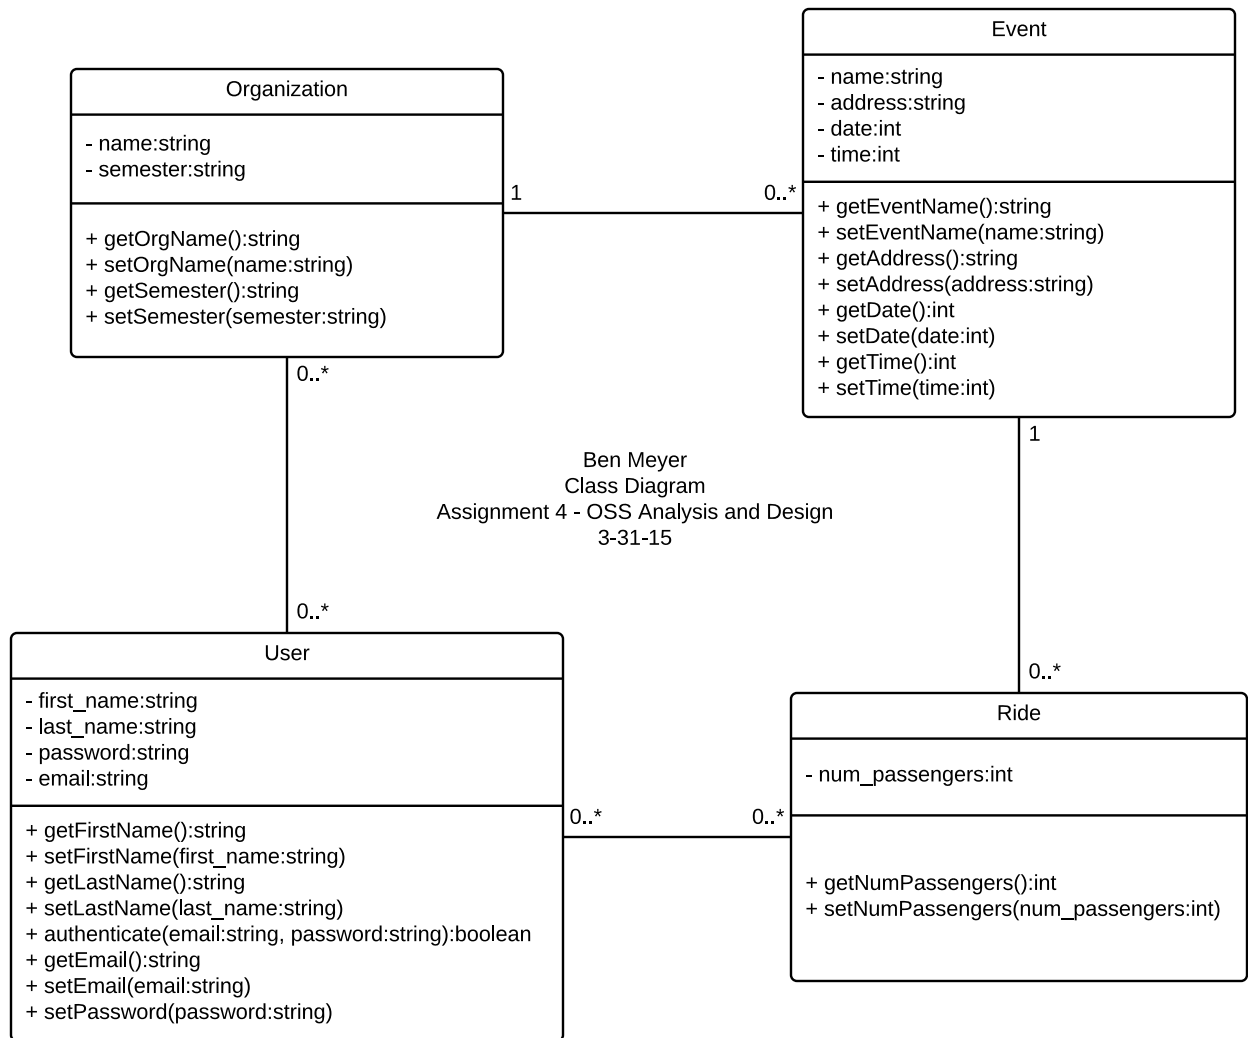 Organization
- name:string
- semester:string
+ getOrgName():string
+ setOrgName(name:string)
+ getSemester():string
+ setSemester(semester:string)
1
0..*
Event
- name:string
- address:string
- date:int
- time:int
+ getEventName():string
+ setEventName(name:string)
+ getAddress():string
+ setAddress(address:string)
+ getDate():int
+ setDate(date:int)
+ getTime():int
+ setTime(time:int)
0..*
1
Ben Meyer
Class Diagram
Assignment 4 - OSS Analysis and Design
3-31-15
0..*
0..*
User
- first_name:string
- last_name:string
- password:string
- email:string
+ getFirstName():string
+ setFirstName(first_name:string)
+ getLastName():string
+ setLastName(last_name:string)
+ authenticate(email:string, password:string):boolean
+ getEmail():string
+ setEmail(email:string)
+ setPassword(password:string)
0..*
0..*
Ride
- num_passengers:int
+ getNumPassengers():int
+ setNumPassengers(num_passengers:int)